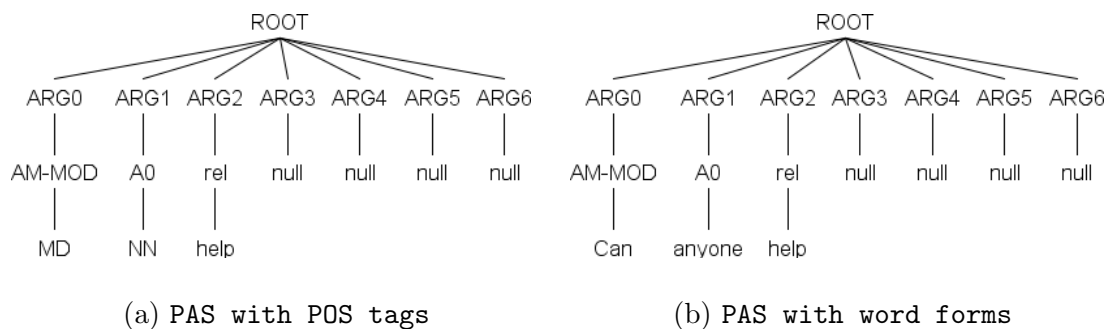 ROOT ROOT
ARG0 ARG1 ARG2 ARG3 ARG4 ARG5 ARG6 ARG0 ARG1 ARG2 ARG3 ARG4 ARG5 ARG6
AM-MOD A0 rel null null null null AM-MOD A0 rel null null null null
MD NN help Can anyone help
(a) PAS with POS tags (b) PAS with word forms